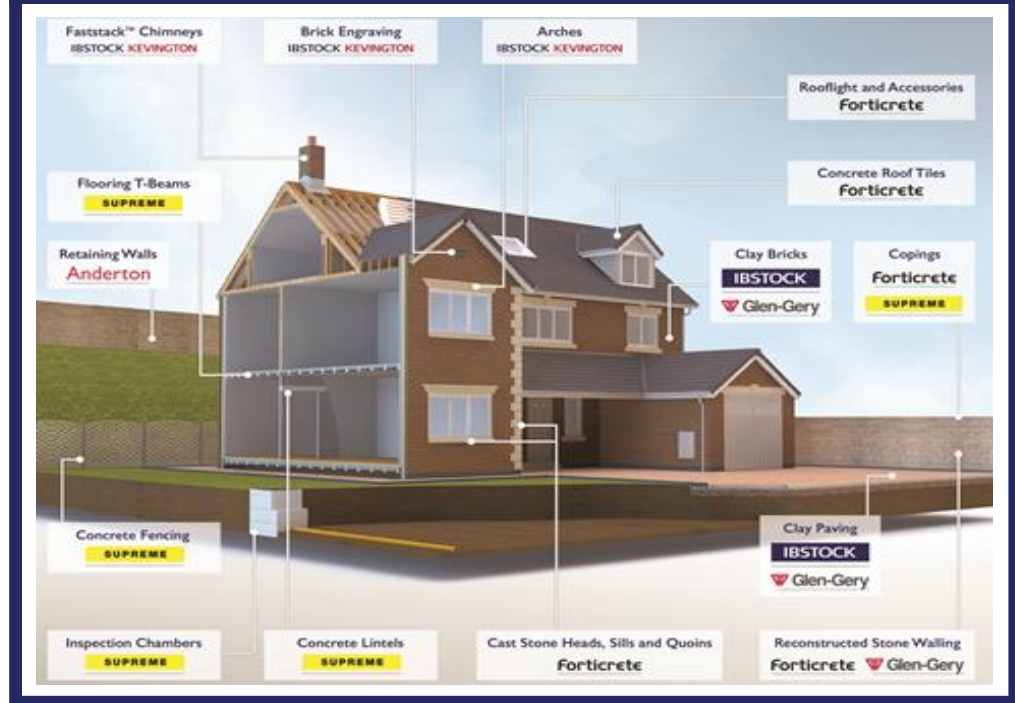 Faststack™ Chimneys
IBSTOCK KEVINGTON
Brick Engraving
IBSTOCK KEVINGTON
Arches
IBSTOCK KEVINGTON
Rooflight and Accessories
Forticrete
Flooring T-Beams
SUPREME
Concrete Roof Tiles
Forticrete
Retaining Walls
Anderton
Clay Bricks
IBSTOCK
Glen-Gery
Copings
Forticrete
SUPREME
Concrete Fencing
SUPREME
Clay Paving
IBSTOCK
Glen-Gery
Inspection Chambers
SUPREME
Concrete Lintels
SUPREME
Cast Stone Heads, Sills and Quoins
Forticrete
Reconstructed Stone Walling
Forticrete Glen-Gery